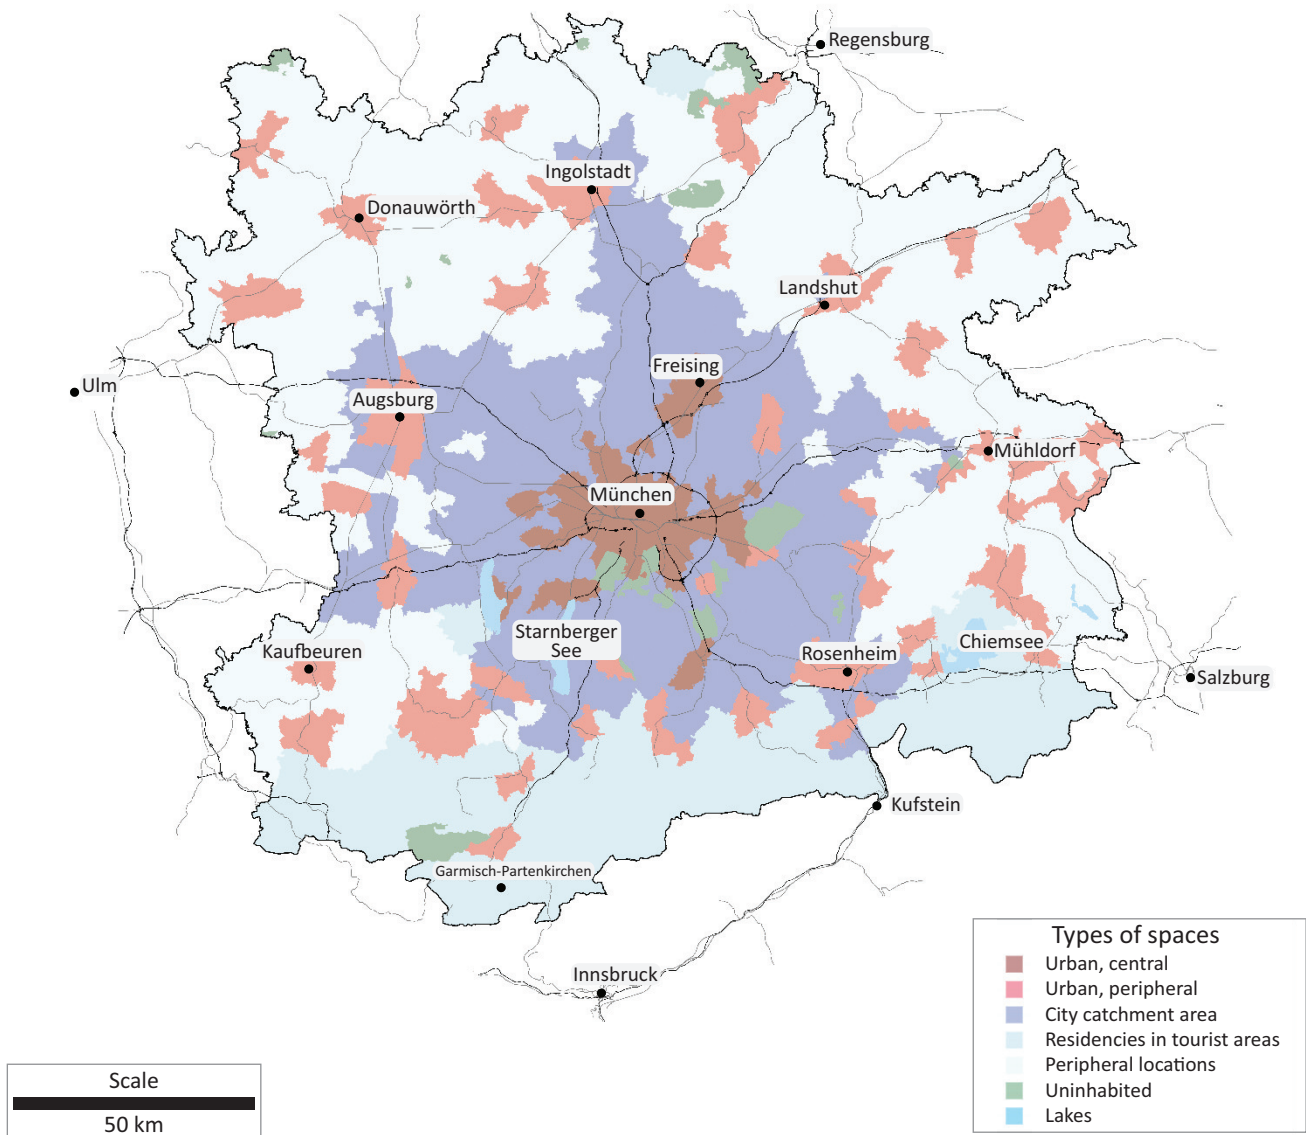 Regensburg
Ingolstadt
Donauwörth
Landshut
Freising
Ulm
Augsburg
Mühldorf
München
Starnberger
See
Chiemsee
Kaufbeuren
Rosenheim
Salzburg
Kufstein
Garmisch-Partenkirchen
Innsbruck
Types of spaces
Urban, central
Urban, peripheral
City catchment area
Residencies in tourist areas
Peripheral locations
Uninhabited
Lakes
Scale
50 km